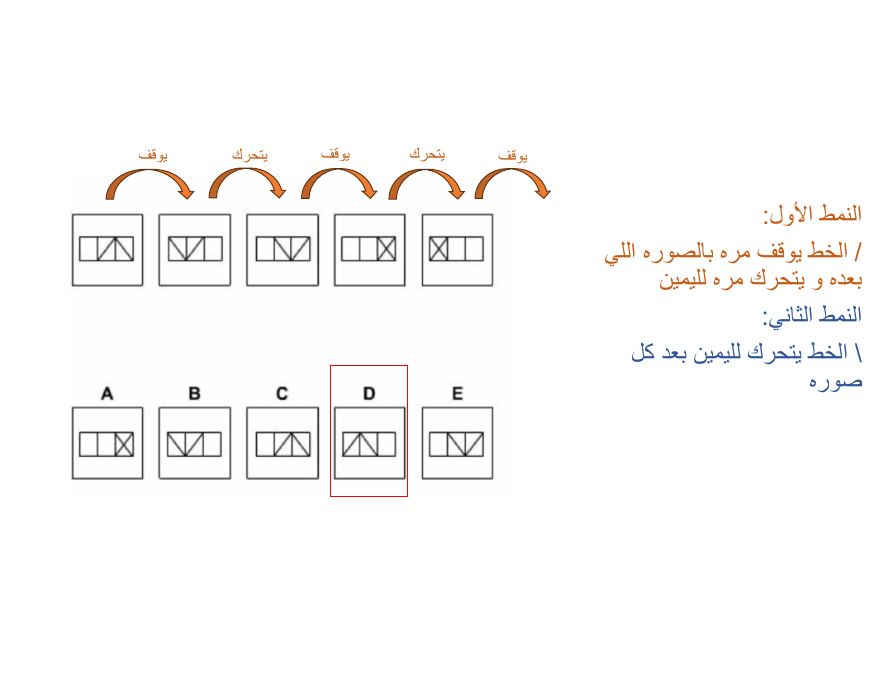 يوقف يتحرك يوقف يتحرك يوقف
النمط الأول:
/ الخط يوقف مره بالصوره اللي
بعده و يتحرك مره لليمين
النمط الثاني:
\ الخط يتحرك لليمين بعد كل
صوره
A B C D E